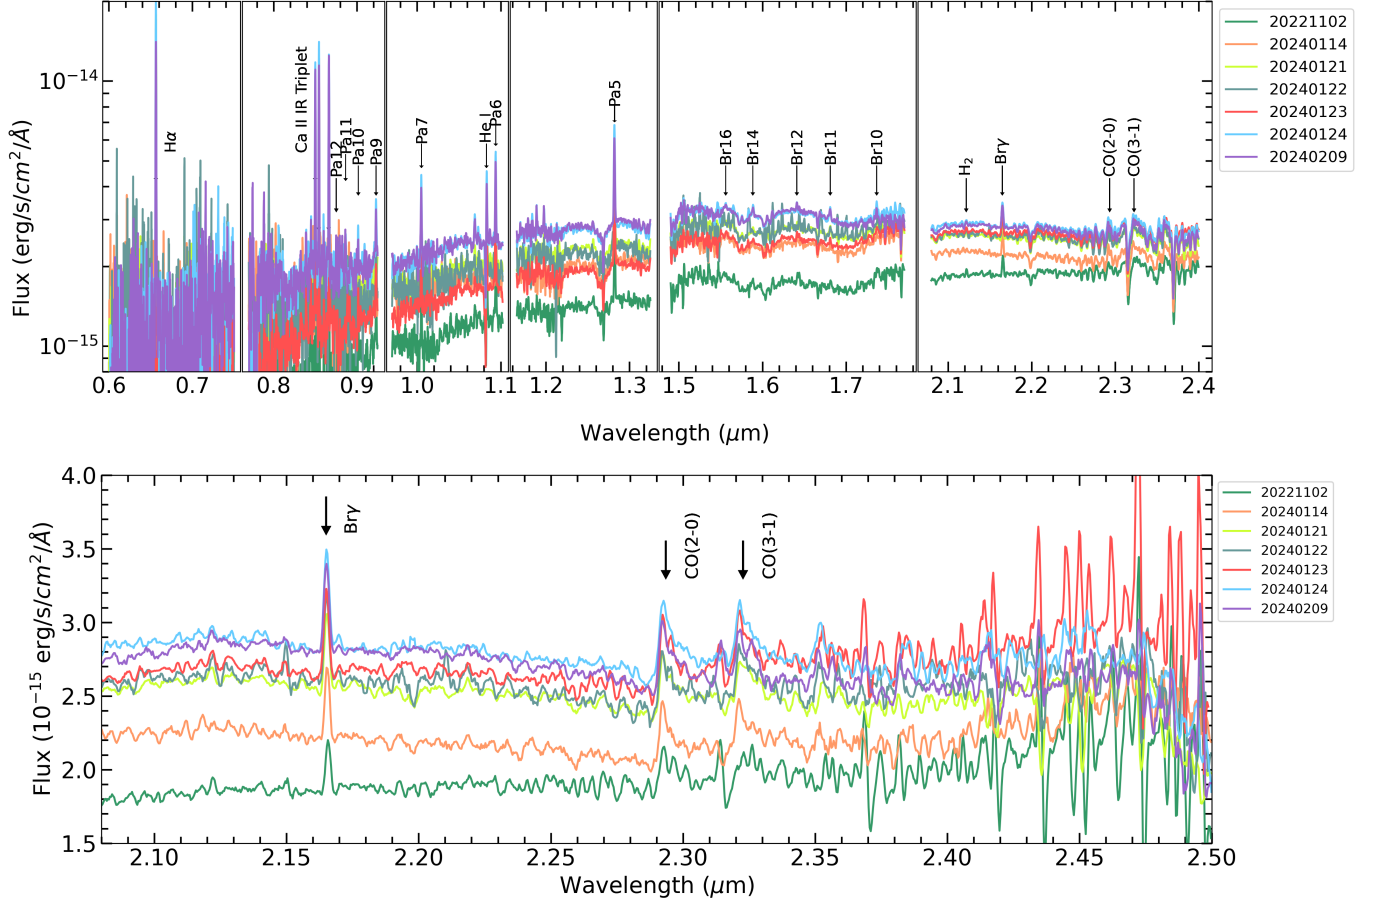 10⁻¹⁴
10⁻¹⁵
Flux (erg/s/cm²/Å)
Hα
Ca II IR Triplet
Pa12
Pa11
Pa10
Pa9
Pa7
He I
Pa6
Pa5
Br16
Br14
Br12
Br11
Br10
H₂
Brγ
CO(2-0)
CO(3-1)
20221102
20240114
20240121
20240122
20240123
20240124
20240209
0.6 0.7 0.8 0.9 1.0 1.1 1.2 1.3 1.5 1.6 1.7 2.1 2.2 2.3 2.4
Wavelength (μm)
4.0
3.5
3.0
2.5
2.0
1.5
Flux (10⁻¹⁵ erg/s/cm²/Å)
Brγ
CO(2-0)
CO(3-1)
20221102
20240114
20240121
20240122
20240123
20240124
20240209
2.10 2.15 2.20 2.25 2.30 2.35 2.40 2.45 2.50
Wavelength (μm)